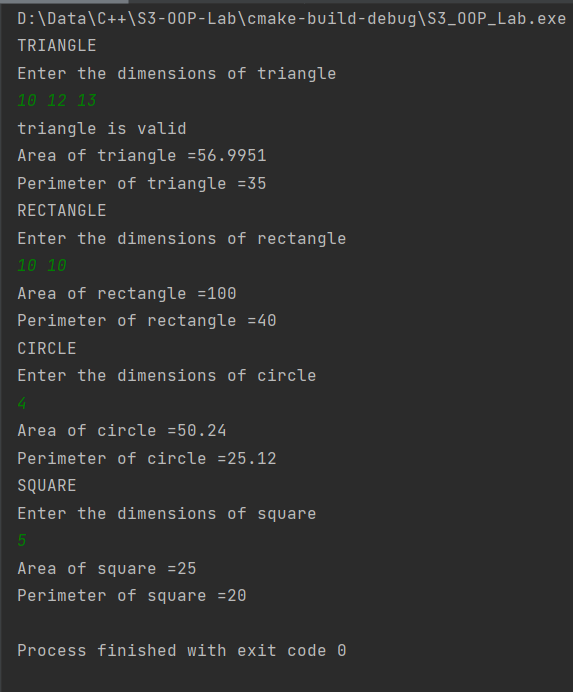 D:\Data\C++\S3-OOP-Lab\cmake-build-debug\S3_OOP_Lab.exe
TRIANGLE
Enter the dimensions of triangle
10 12 13
triangle is valid
Area of triangle =56.9951
Perimeter of triangle =35
RECTANGLE
Enter the dimensions of rectangle
10 10
Area of rectangle =100
Perimeter of rectangle =40
CIRCLE
Enter the dimensions of circle
4
Area of circle =50.24
Perimeter of circle =25.12
SQUARE
Enter the dimensions of square
5
Area of square =25
Perimeter of square =20
Process finished with exit code 0